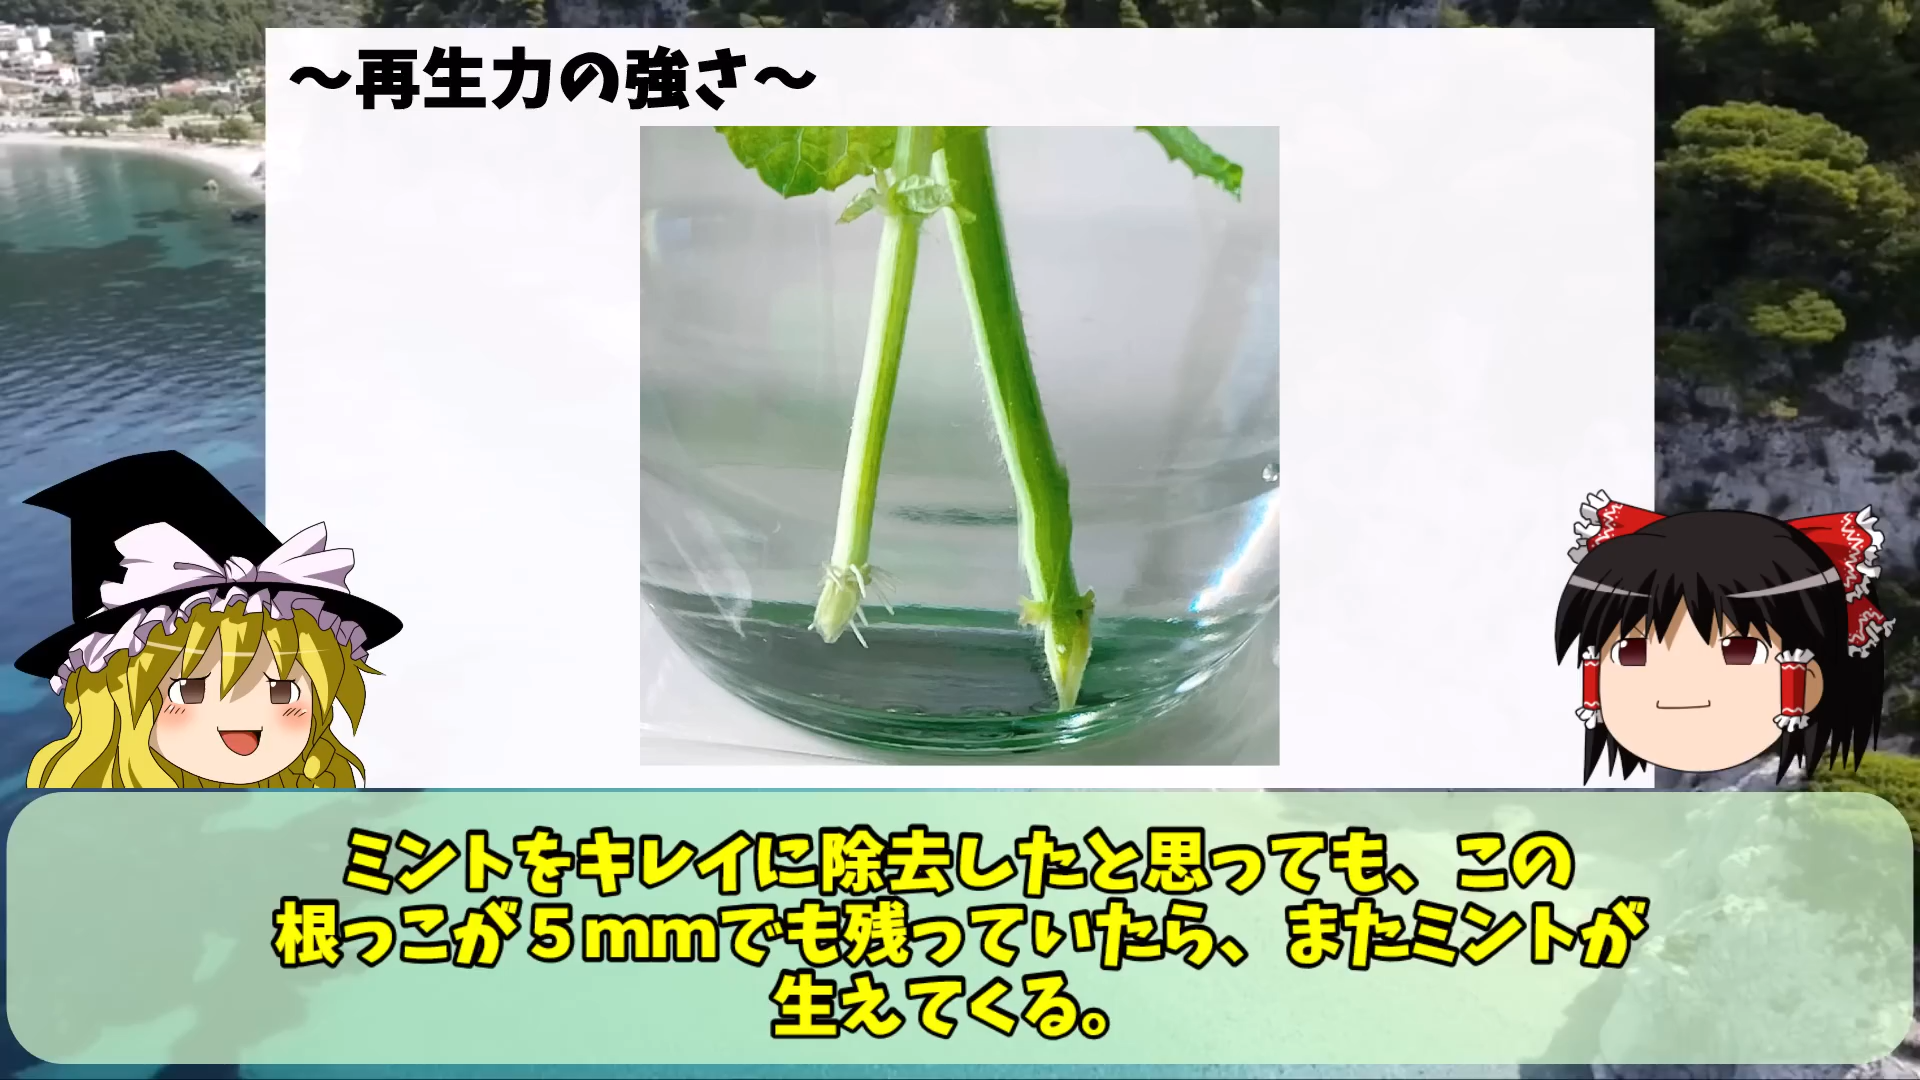 ～再生力の強さ～
ミントをキレイに除去したと思っても、この
根っこが５mmでも残っていたら、またミントが
生えてくる。